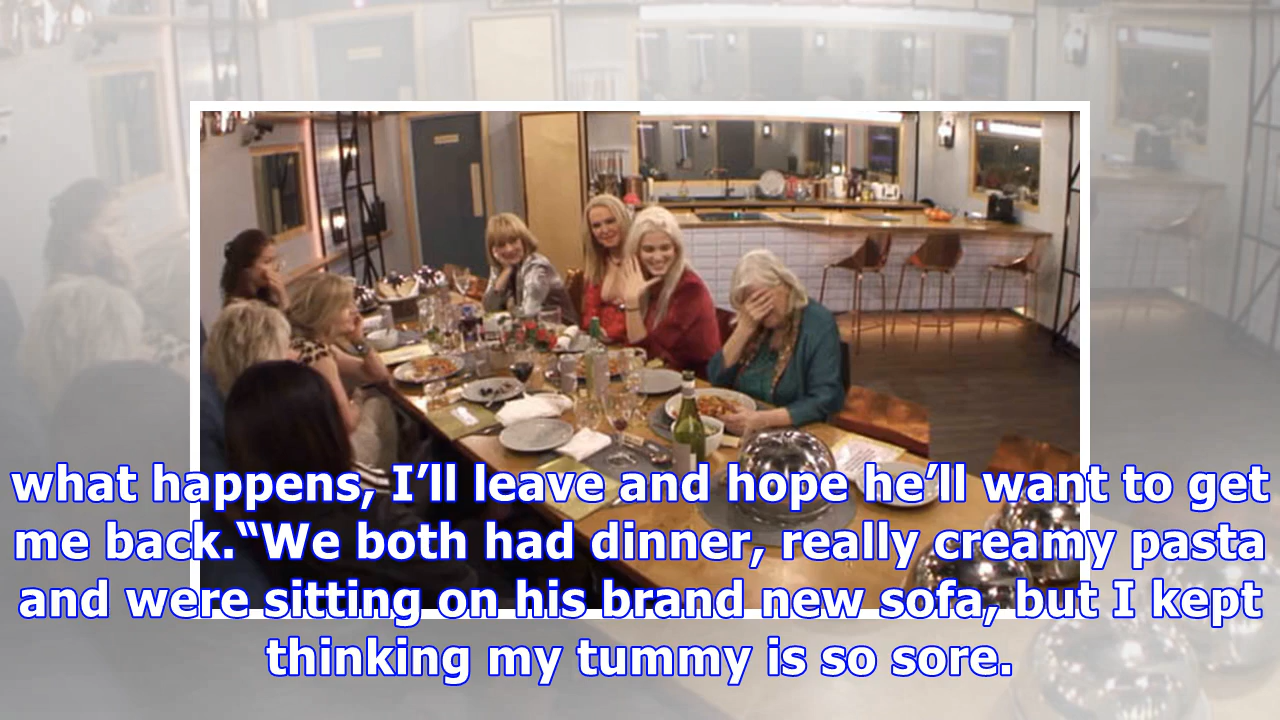 what happens, I’ll leave and hope he’ll want to get
me back.“We both had dinner, really creamy pasta
and were sitting on his brand new sofa, but I kept
thinking my tummy is so sore.